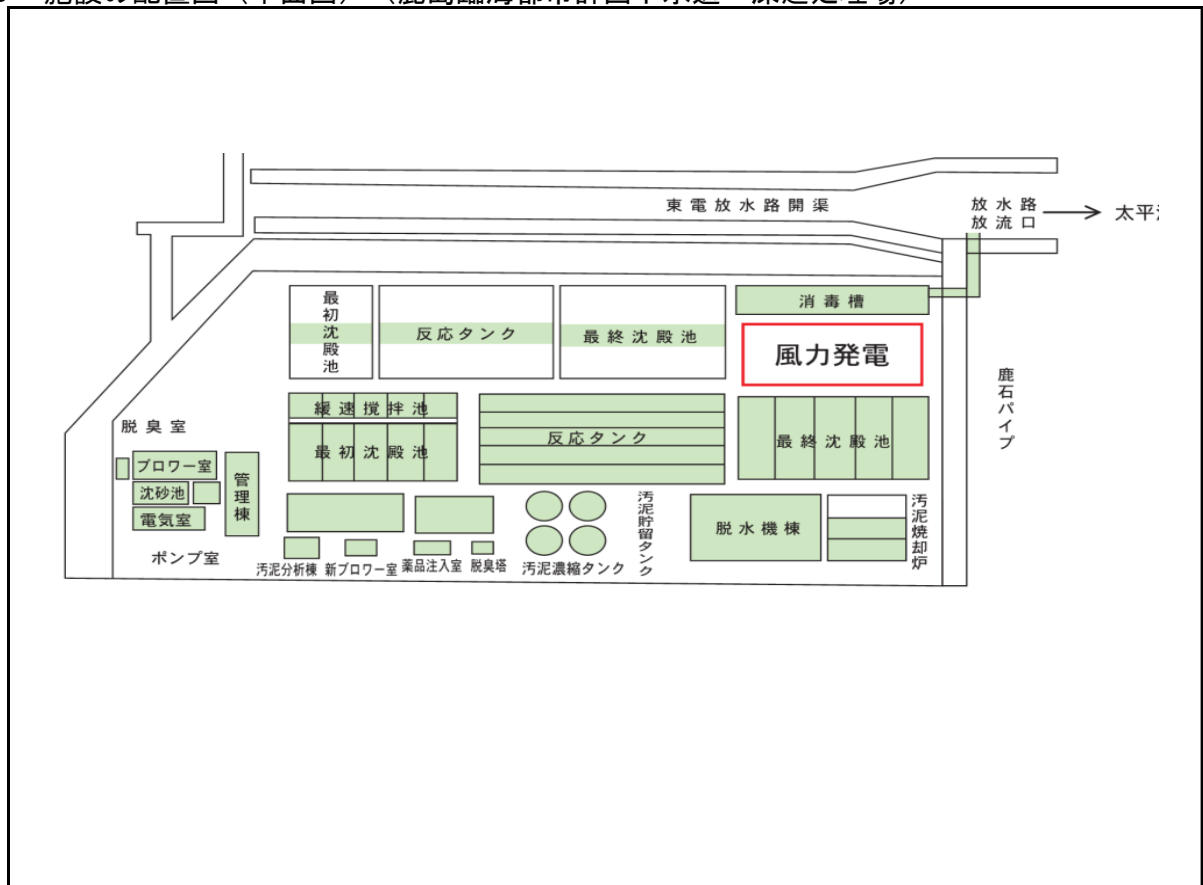 東電放水路開渠
放水路
放流口
太平
最初沈殿池
反応タンク
最終沈殿池
消毒槽
風力発電
鹿石パイプ
緩速撹拌池
最初沈殿池
反応タンク
最終沈殿池
脱臭室
ブロワー室
沈砂池
電気室
管理棟
ポンプ室
汚泥分析棟
新ブロワー室
薬品注入室
脱臭塔
汚泥濃縮タンク
汚泥貯留タンク
脱水機棟
汚泥焼却炉